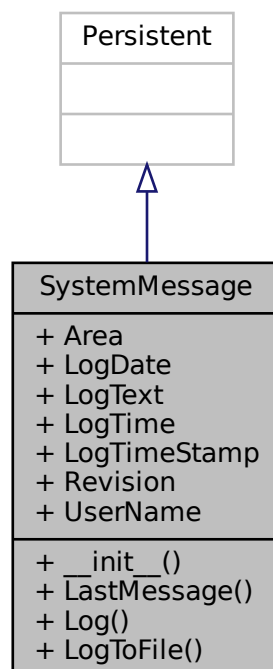 Persistent
SystemMessage
+ Area
+ LogDate
+ LogText
+ LogTime
+ LogTimeStamp
+ Revision
+ UserName
+ __init__()
+ LastMessage()
+ Log()
+ LogToFile()